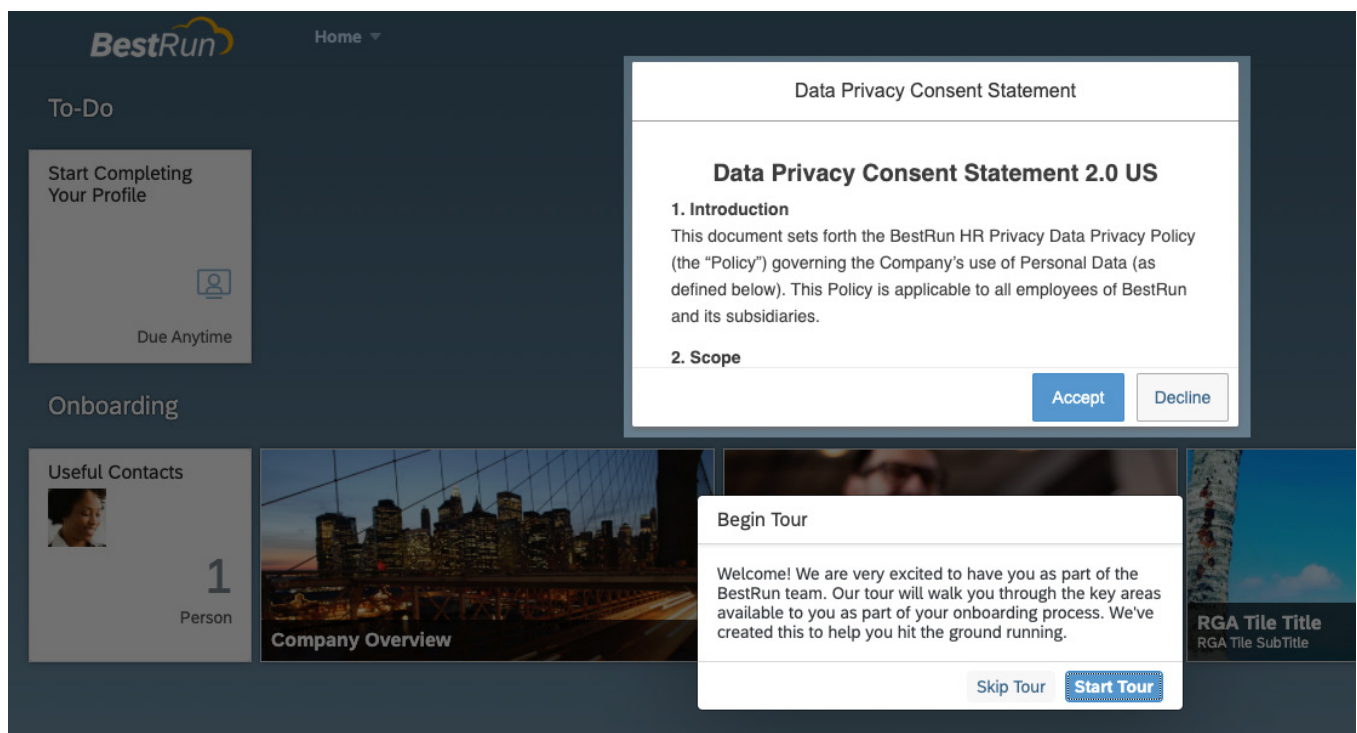 BestRun
Home
To-Do
Start Completing
Your Profile
Due Anytime
Data Privacy Consent Statement
Data Privacy Consent Statement 2.0 US
1. Introduction
This document sets forth the BestRun HR Privacy Data Privacy Policy
(the “Policy”) governing the Company’s use of Personal Data (as
defined below). This Policy is applicable to all employees of BestRun
and its subsidiaries.
2. Scope
Accept Decline
Onboarding
Useful Contacts
1
Person
Company Overview
Begin Tour
Welcome! We are very excited to have you as part of the
BestRun team. Our tour will walk you through the key areas
available to you as part of your onboarding process. We've
created this to help you hit the ground running.
Skip Tour Start Tour
RGA Tile Title
RGA Tile SubTitle